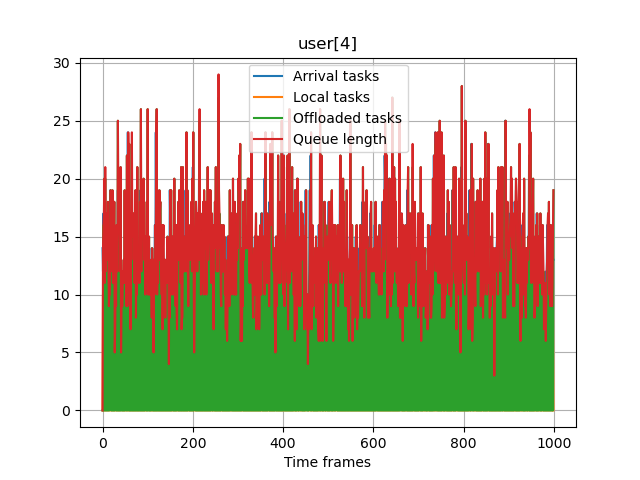 user[4]
30
25
20
15
10
5
0
Arrival tasks
Local tasks
Offloaded tasks
Queue length
0 200 400 600 800 1000
Time frames